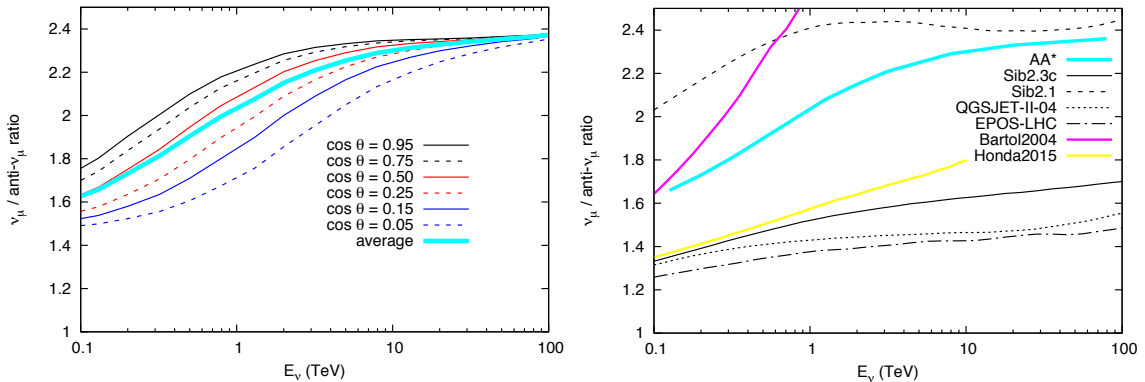 ν_μ / anti-ν_μ ratio
2.4
2.2
2
1.8
1.6
1.4
1.2
1
0.1
1
10
100
E_ν (TeV)
cos θ = 0.95
cos θ = 0.75
cos θ = 0.50
cos θ = 0.25
cos θ = 0.15
cos θ = 0.05
average
ν_μ / anti-ν_μ ratio
2.4
2.2
2
1.8
1.6
1.4
1.2
1
0.1
1
10
100
E_ν (TeV)
AA*
Sib2.3c
Sib2.1
QGSJET-II-04
EPOS-LHC
Bartol2004
Honda2015